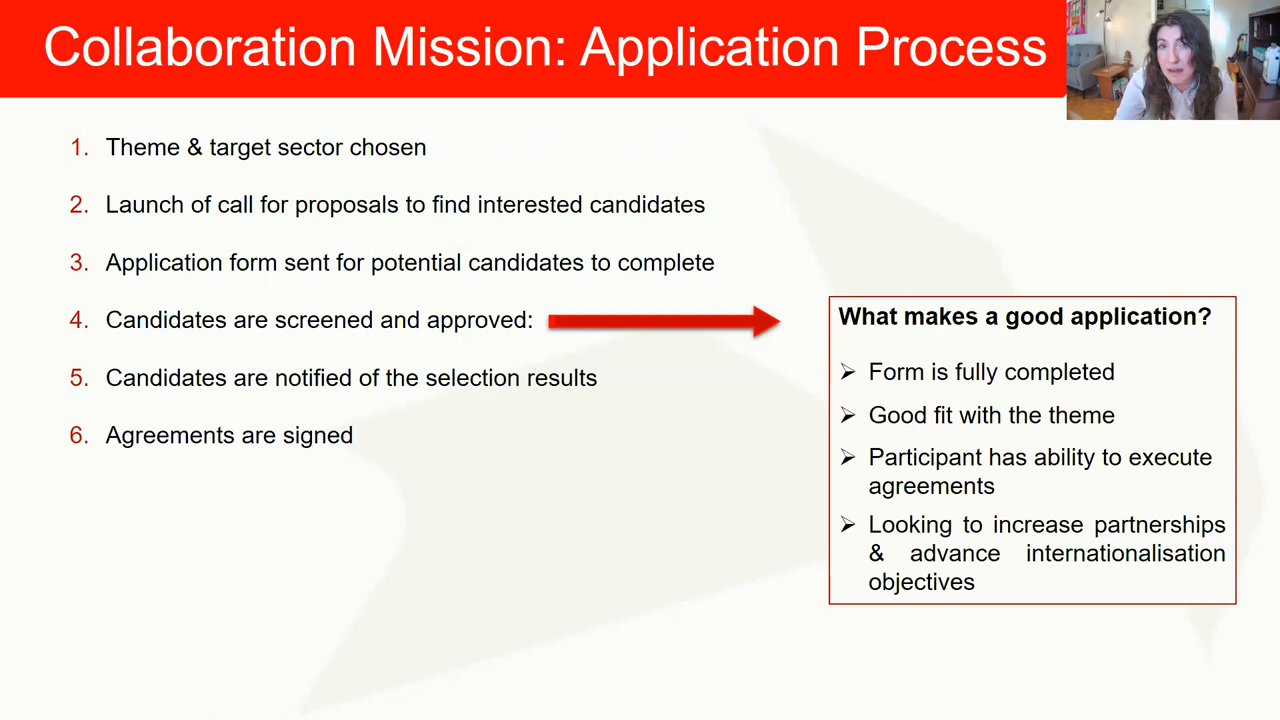 Collaboration Mission: Application Process
1. Theme & target sector chosen
2. Launch of call for proposals to find interested candidates
3. Application form sent for potential candidates to complete
4. Candidates are screened and approved:
5. Candidates are notified of the selection results
6. Agreements are signed
What makes a good application?
➢ Form is fully completed
➢ Good fit with the theme
➢ Participant has ability to execute
agreements
➢ Looking to increase partnerships
& advance internationalisation
objectives